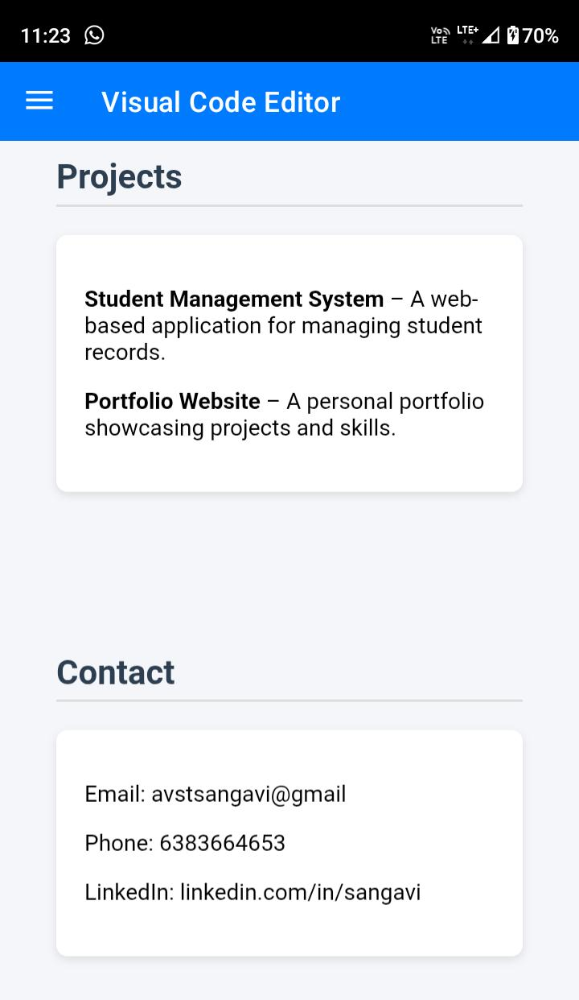 11:23
Vo LTE LTE+ 70%
Visual Code Editor
Projects
Student Management System – A web-
based application for managing student
records.
Portfolio Website – A personal portfolio
showcasing projects and skills.
Contact
Email: avstsangavi@gmail
Phone: 6383664653
LinkedIn: linkedin.com/in/sangavi